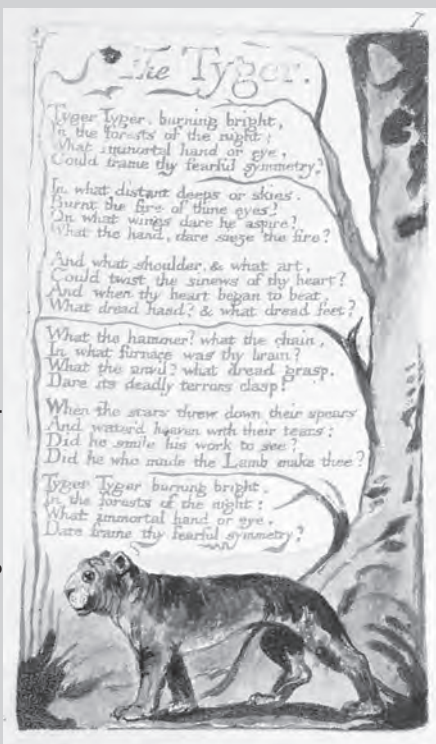 7
The Tyger.
Tyger Tyger. burning bright,
In the forests of the night;
What immortal hand or eye,
Could frame thy fearful symmetry?
In what distant deeps or skies.
Burnt the fire of thine eyes?
On what wings dare he aspire?
What the hand, dare sieze the fire?
And what shoulder, & what art,
Could twist the sinews of thy heart?
And when thy heart began to beat,
What dread hand? & what dread feet?
What the hammer? what the chain,
In what furnace was thy brain?
What the anvil? what dread grasp,
Dare its deadly terrors clasp!
When the stars threw down their spears
And water'd heaven with their tears:
Did he smile his work to see?
Did he who made the Lamb make thee?
Tyger Tyger burning bright,
In the forests of the night:
What immortal hand or eye,
Dare frame thy fearful symmetry?